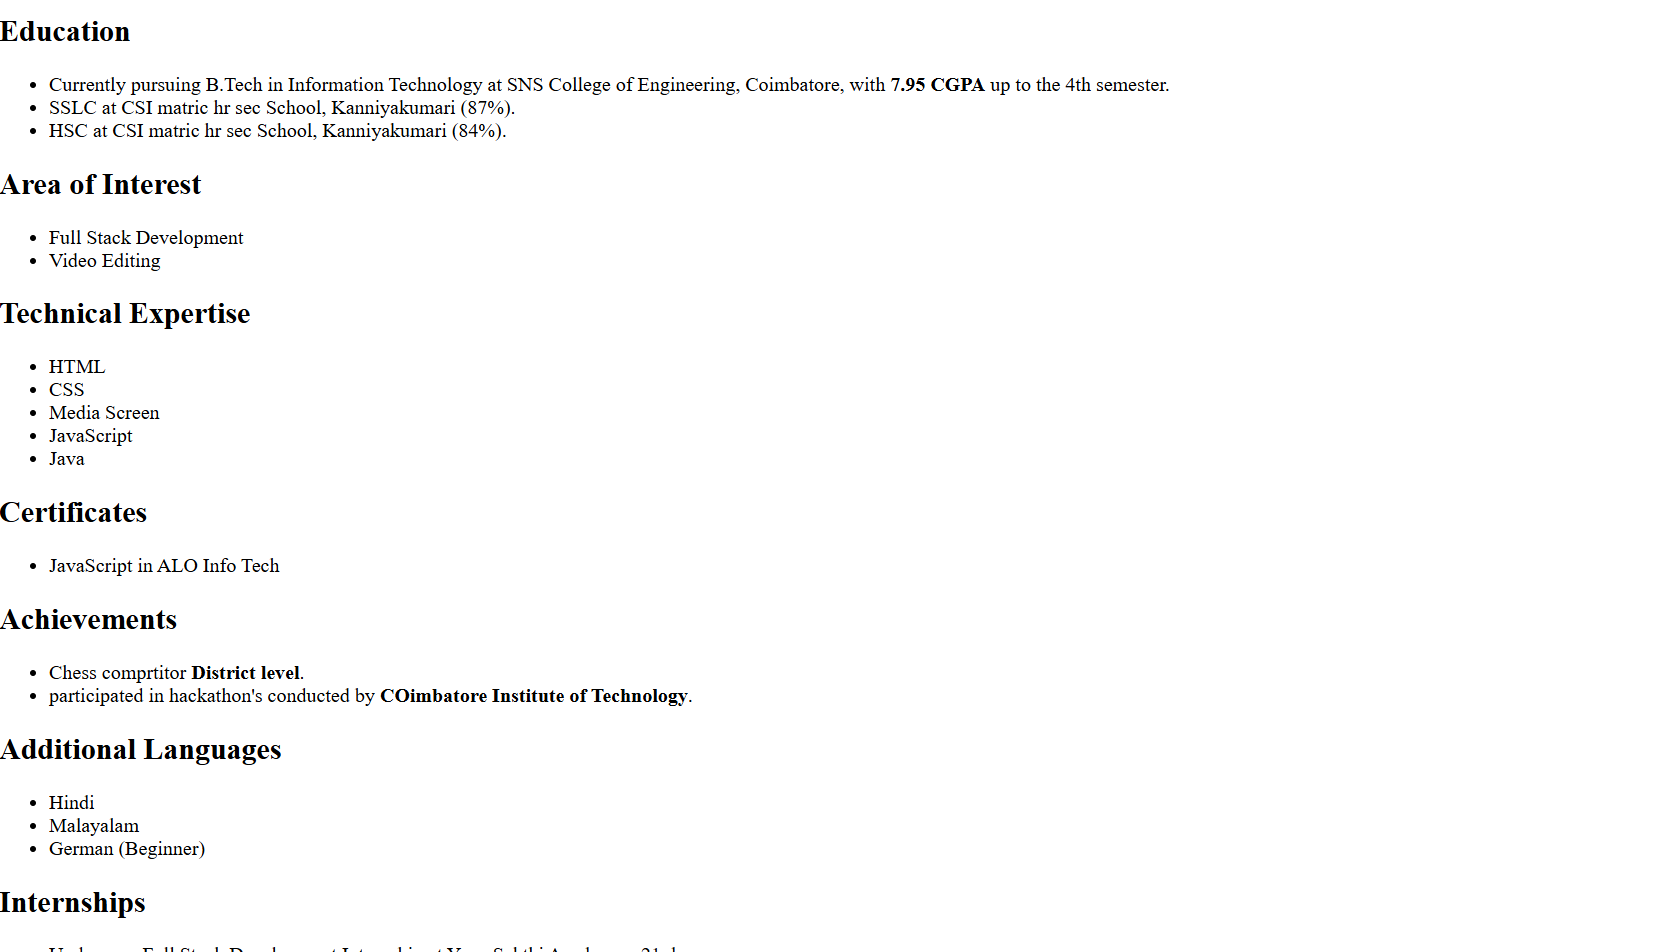 Education
Currently pursuing B.Tech in Information Technology at SNS College of Engineering, Coimbatore, with 7.95 CGPA up to the 4th semester.
SSLC at CSI matric hr sec School, Kanniyakumari (87%).
HSC at CSI matric hr sec School, Kanniyakumari (84%).
Area of Interest
Full Stack Development
Video Editing
Technical Expertise
HTML
CSS
Media Screen
JavaScript
Java
Certificates
JavaScript in ALO Info Tech
Achievements
Chess comprtitor District level.
participated in hackathon's conducted by COimbatore Institute of Technology.
Additional Languages
Hindi
Malayalam
German (Beginner)
Internships